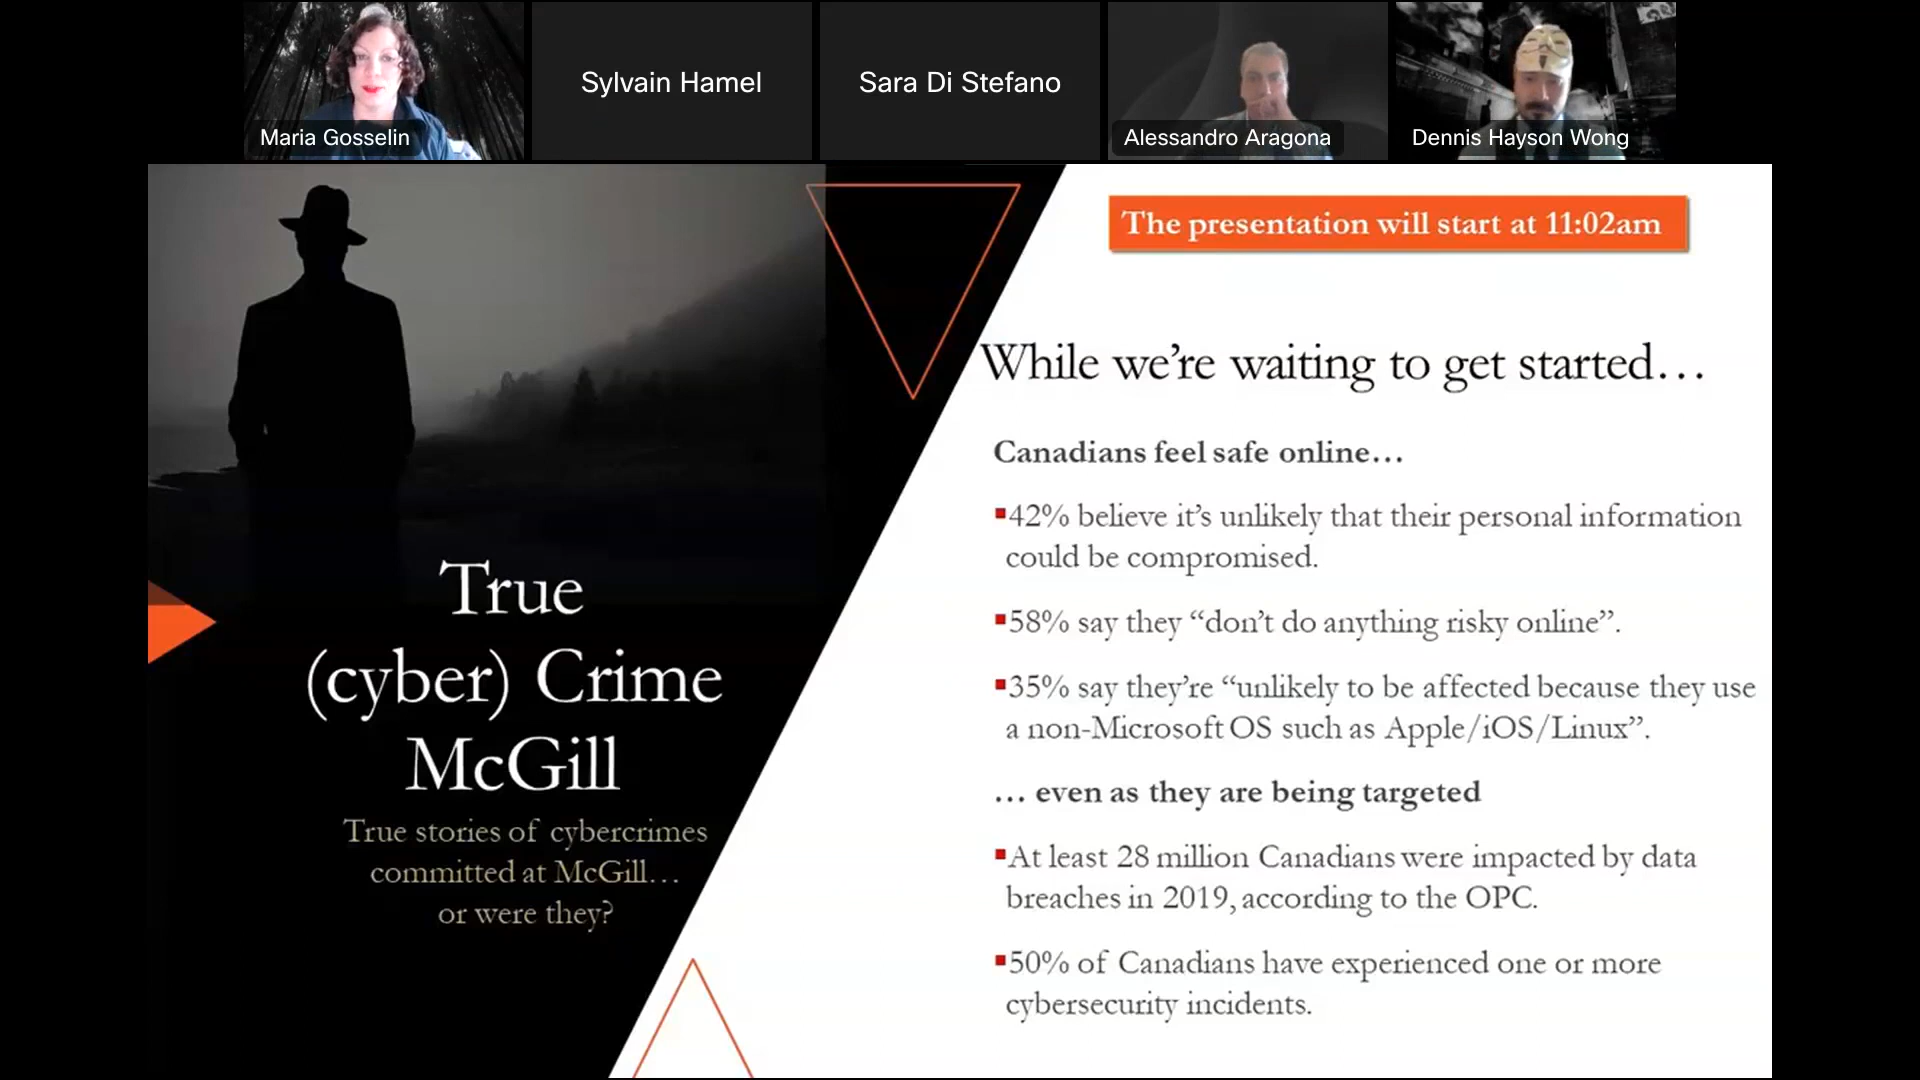 Maria Gosselin
Sylvain Hamel
Sara Di Stefano
Alessandro Aragona
Dennis Hayson Wong
True
(cyber) Crime
McGill
True stories of cybercrimes
committed at McGill…
or were they?
The presentation will start at 11:02am
While we’re waiting to get started…
Canadians feel safe online…
▪42% believe it’s unlikely that their personal information
could be compromised.
▪58% say they “don’t do anything risky online”.
▪35% say they’re “unlikely to be affected because they use
a non-Microsoft OS such as Apple/iOS/Linux”.
… even as they are being targeted
▪At least 28 million Canadians were impacted by data
breaches in 2019, according to the OPC.
▪50% of Canadians have experienced one or more
cybersecurity incidents.